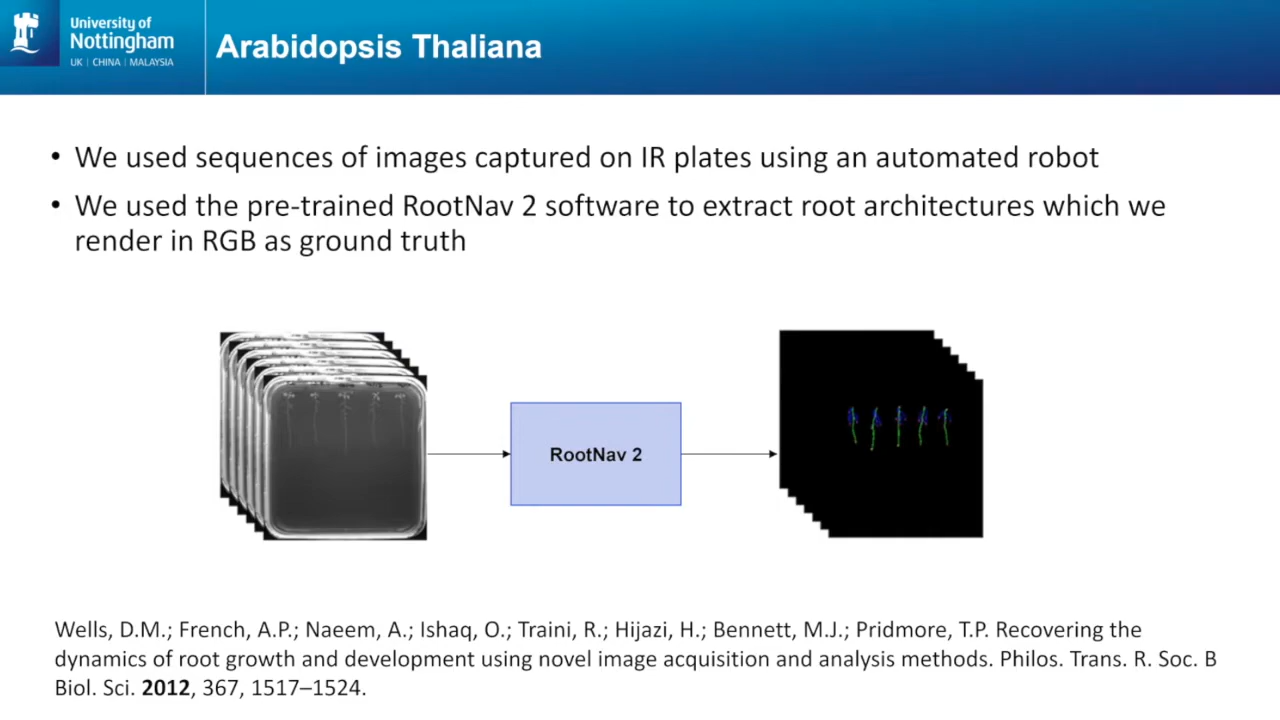 University of
Nottingham
UK | CHINA | MALAYSIA
Arabidopsis Thaliana
• We used sequences of images captured on IR plates using an automated robot
• We used the pre-trained RootNav 2 software to extract root architectures which we
render in RGB as ground truth
RootNav 2
Wells, D.M.; French, A.P.; Naeem, A.; Ishaq, O.; Traini, R.; Hijazi, H.; Bennett, M.J.; Pridmore, T.P. Recovering the
dynamics of root growth and development using novel image acquisition and analysis methods. Philos. Trans. R. Soc. B
Biol. Sci. 2012, 367, 1517–1524.